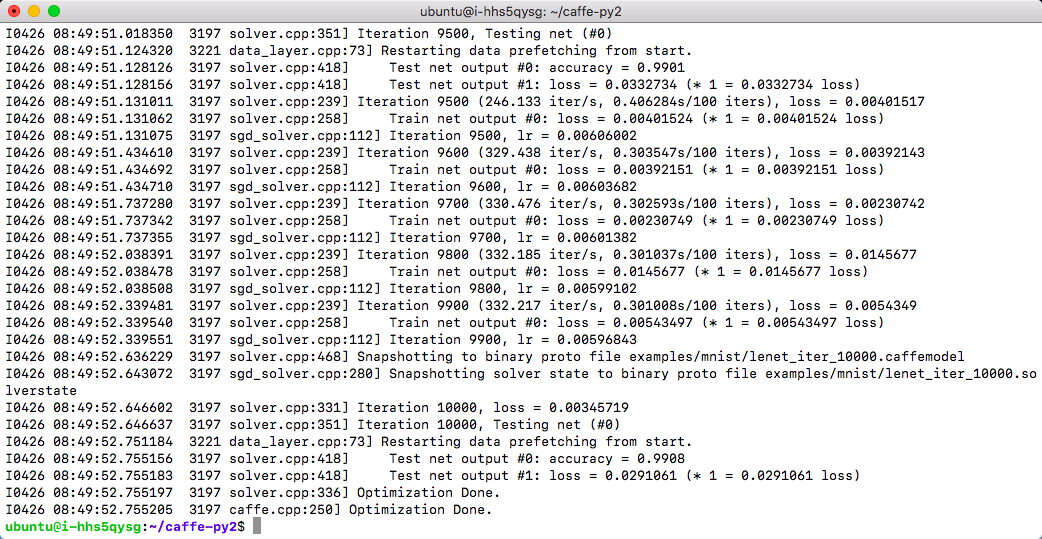 ubuntu@i-hhs5qysg: ~/caffe-py2
I0426 08:49:51.018350  3197 solver.cpp:351] Iteration 9500, Testing net (#0)
I0426 08:49:51.124320  3221 data_layer.cpp:73] Restarting data prefetching from start.
I0426 08:49:51.128126  3197 solver.cpp:418]     Test net output #0: accuracy = 0.9901
I0426 08:49:51.128156  3197 solver.cpp:418]     Test net output #1: loss = 0.0332734 (* 1 = 0.0332734 loss)
I0426 08:49:51.131011  3197 solver.cpp:239] Iteration 9500 (246.133 iter/s, 0.406284s/100 iters), loss = 0.00401517
I0426 08:49:51.131062  3197 solver.cpp:258]     Train net output #0: loss = 0.00401524 (* 1 = 0.00401524 loss)
I0426 08:49:51.131075  3197 sgd_solver.cpp:112] Iteration 9500, lr = 0.00606002
I0426 08:49:51.434610  3197 solver.cpp:239] Iteration 9600 (329.438 iter/s, 0.303547s/100 iters), loss = 0.00392143
I0426 08:49:51.434692  3197 solver.cpp:258]     Train net output #0: loss = 0.00392151 (* 1 = 0.00392151 loss)
I0426 08:49:51.434710  3197 sgd_solver.cpp:112] Iteration 9600, lr = 0.00603682
I0426 08:49:51.737280  3197 solver.cpp:239] Iteration 9700 (330.476 iter/s, 0.302593s/100 iters), loss = 0.00230742
I0426 08:49:51.737342  3197 solver.cpp:258]     Train net output #0: loss = 0.00230749 (* 1 = 0.00230749 loss)
I0426 08:49:51.737355  3197 sgd_solver.cpp:112] Iteration 9700, lr = 0.00601382
I0426 08:49:52.038391  3197 solver.cpp:239] Iteration 9800 (332.185 iter/s, 0.301037s/100 iters), loss = 0.0145677
I0426 08:49:52.038478  3197 solver.cpp:258]     Train net output #0: loss = 0.0145677 (* 1 = 0.0145677 loss)
I0426 08:49:52.038508  3197 sgd_solver.cpp:112] Iteration 9800, lr = 0.00599102
I0426 08:49:52.339481  3197 solver.cpp:239] Iteration 9900 (332.217 iter/s, 0.301008s/100 iters), loss = 0.0054349
I0426 08:49:52.339540  3197 solver.cpp:258]     Train net output #0: loss = 0.00543497 (* 1 = 0.00543497 loss)
I0426 08:49:52.339551  3197 sgd_solver.cpp:112] Iteration 9900, lr = 0.00596843
I0426 08:49:52.636229  3197 solver.cpp:468] Snapshotting to binary proto file examples/mnist/lenet_iter_10000.caffemodel
I0426 08:49:52.643072  3197 sgd_solver.cpp:280] Snapshotting solver state to binary proto file examples/mnist/lenet_iter_10000.so
lverstate
I0426 08:49:52.646602  3197 solver.cpp:331] Iteration 10000, loss = 0.00345719
I0426 08:49:52.646637  3197 solver.cpp:351] Iteration 10000, Testing net (#0)
I0426 08:49:52.751184  3221 data_layer.cpp:73] Restarting data prefetching from start.
I0426 08:49:52.755156  3197 solver.cpp:418]     Test net output #0: accuracy = 0.9908
I0426 08:49:52.755183  3197 solver.cpp:418]     Test net output #1: loss = 0.0291061 (* 1 = 0.0291061 loss)
I0426 08:49:52.755197  3197 solver.cpp:336] Optimization Done.
I0426 08:49:52.755205  3197 caffe.cpp:250] Optimization Done.
ubuntu@i-hhs5qysg:~/caffe-py2$